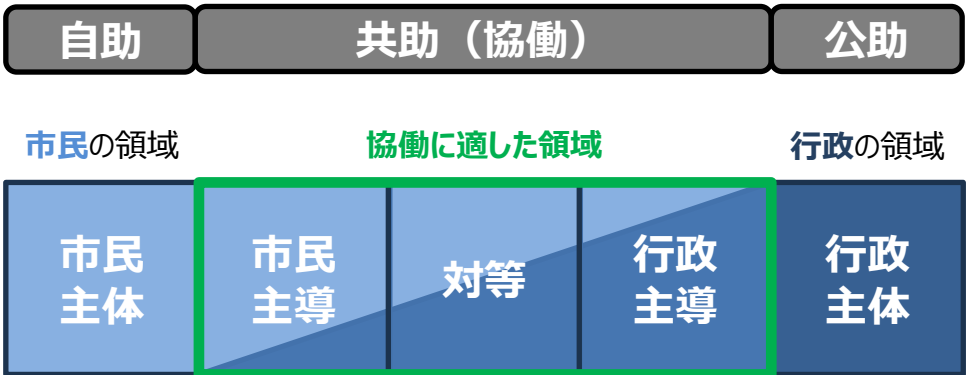 自助
共助（協働）
公助
市民の領域
協働に適した領域
行政の領域
市民
主体
市民
主導
対等
行政
主導
行政
主体